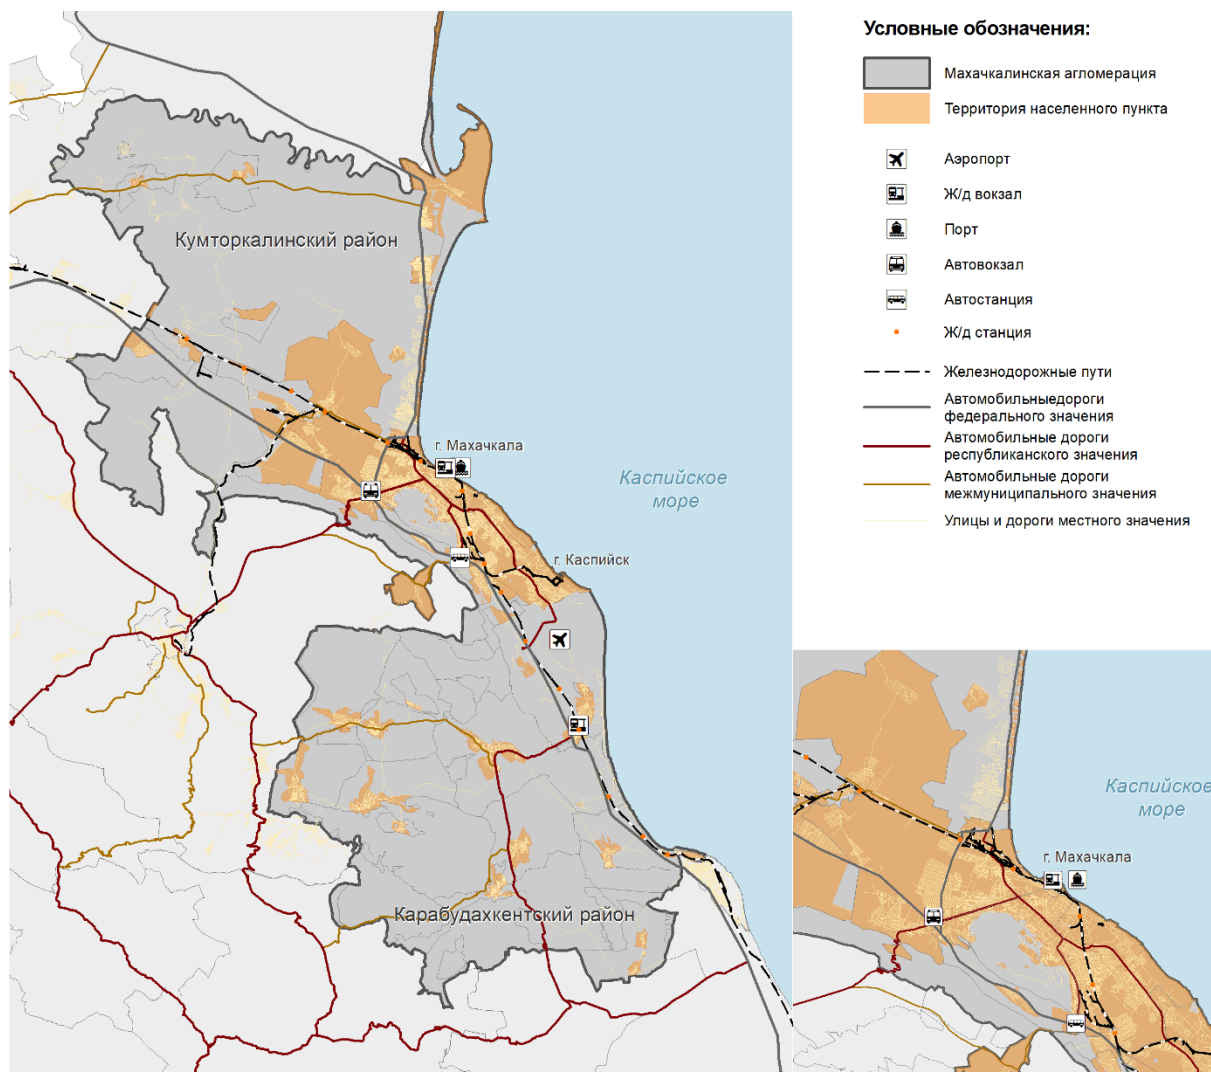 Условные обозначения:
Махачкалинская агломерация
Территория населенного пункта
Аэропорт
Ж/д вокзал
Порт
Автовокзал
Автостанция
Ж/д станция
Железнодорожные пути
Автомобильныедороги
федерального значения
Автомобильные дороги
республиканского значения
Автомобильные дороги
межмуниципального значения
Улицы и дороги местного значения
Кумторкалинский район
г. Махачкала
Каспийское
море
г. Каспийск
Карабудахкентский район
Каспийское
море
г. Махачкала